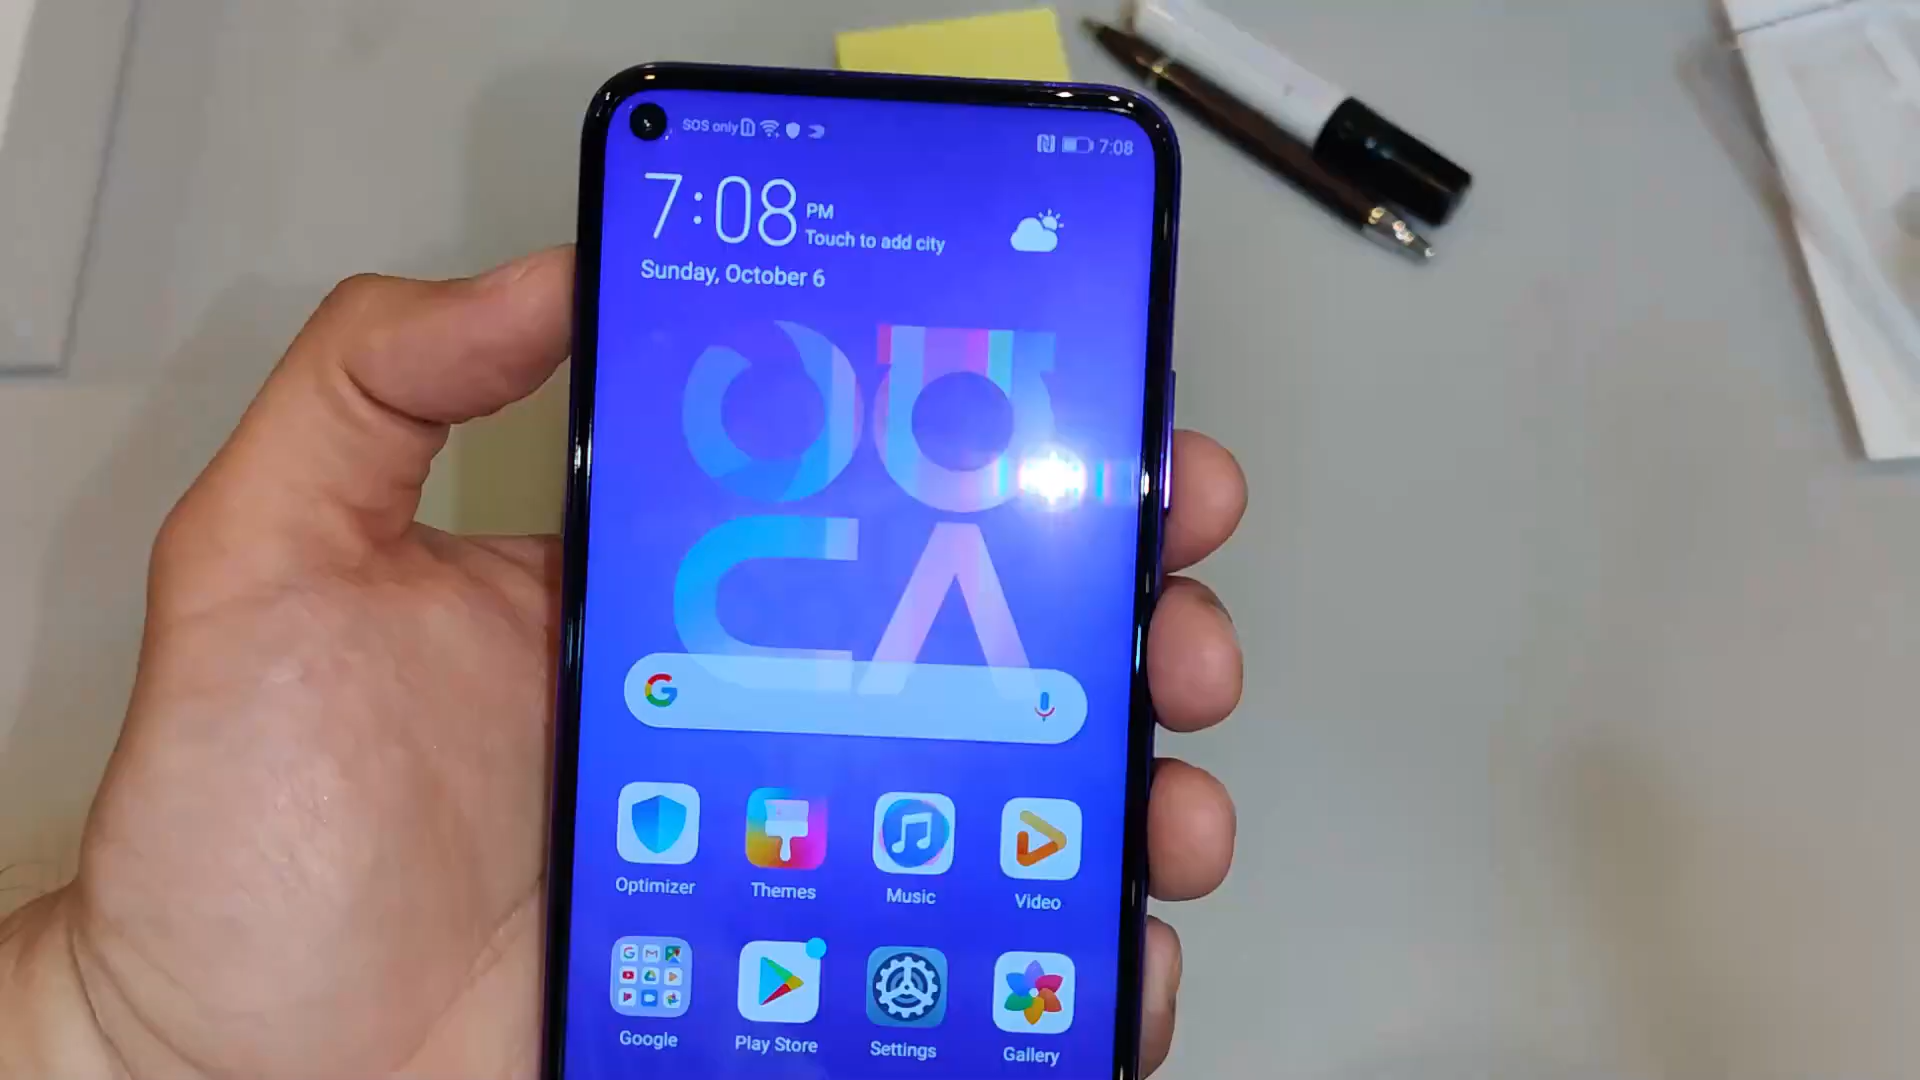 SOS only
7:08
7:08
PM
Touch to add city
Sunday, October 6
G
Optimizer
Themes
Music
Video
Google
Play Store
Settings
Gallery